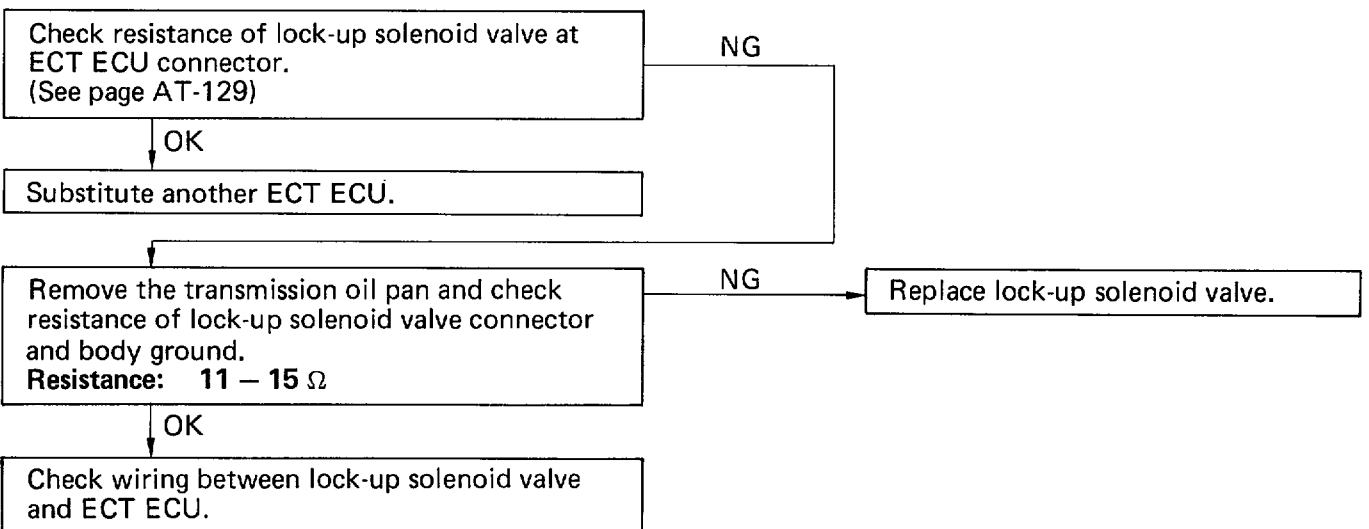 Check resistance of lock-up solenoid valve at
ECT ECU connector.
(See page AT-129)
NG
OK
Substitute another ECT ECU.
Remove the transmission oil pan and check
resistance of lock-up solenoid valve connector
and body ground.
Resistance: 11 – 15 Ω
NG
Replace lock-up solenoid valve.
OK
Check wiring between lock-up solenoid valve
and ECT ECU.